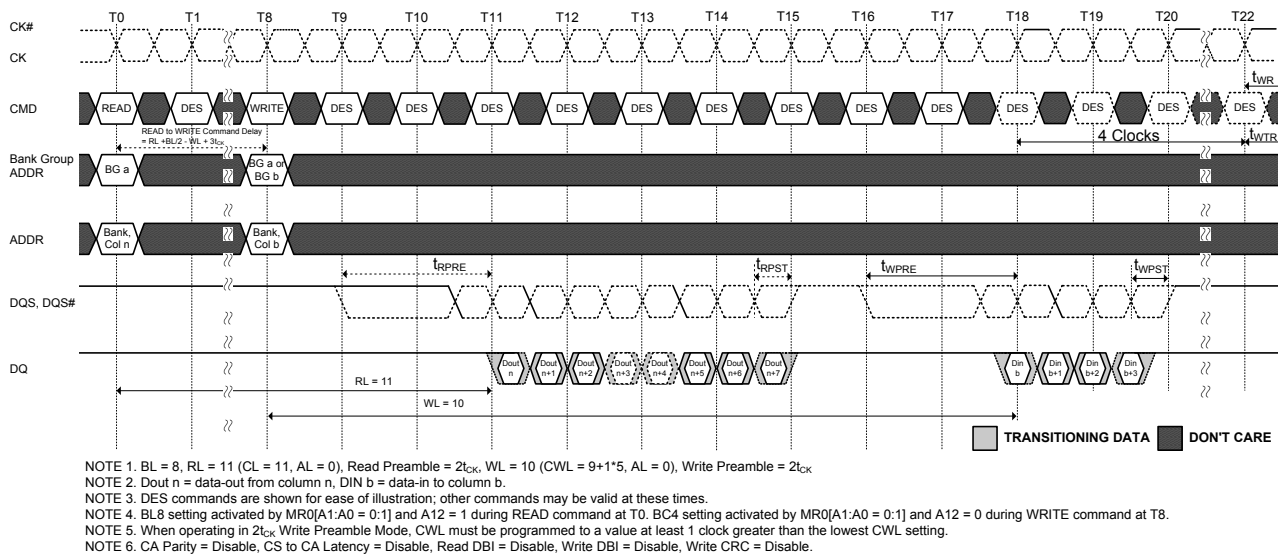 T0 T1 T8 T9 T10 T11 T12 T13 T14 T15 T16 T17 T18 T19 T20 T22
CK#
CK
tWR
CMD READ DES WRITE DES DES DES DES DES DES DES DES DES DES DES DES DES
READ to WRITE Command Delay
= RL +BL/2 - WL + 3tCK
4 Clocks tWTR
Bank Group
ADDR
BG a
BG a or
BG b
ADDR
Bank,
Col n
Bank,
Col b
tRPRE tRPST tWPRE tWPST
DQS, DQS#
DQ
Dout
n
Dout
n+1
Dout
n+2
Dout
n+3
Dout
n+4
Dout
n+5
Dout
n+6
Dout
n+7
Din
b
Din
b+1
Din
b+2
Din
b+3
RL = 11
WL = 10
TRANSITIONING DATA DON'T CARE
NOTE 1. BL = 8, RL = 11 (CL = 11, AL = 0), Read Preamble = 2tCK, WL = 10 (CWL = 9+1*5, AL = 0), Write Preamble = 2tCK
NOTE 2. Dout n = data-out from column n, DIN b = data-in to column b.
NOTE 3. DES commands are shown for ease of illustration; other commands may be valid at these times.
NOTE 4. BL8 setting activated by MR0[A1:A0 = 0:1] and A12 = 1 during READ command at T0. BC4 setting activated by MR0[A1:A0 = 0:1] and A12 = 0 during WRITE command at T8.
NOTE 5. When operating in 2tCK Write Preamble Mode, CWL must be programmed to a value at least 1 clock greater than the lowest CWL setting.
NOTE 6. CA Parity = Disable, CS to CA Latency = Disable, Read DBI = Disable, Write DBI = Disable, Write CRC = Disable.